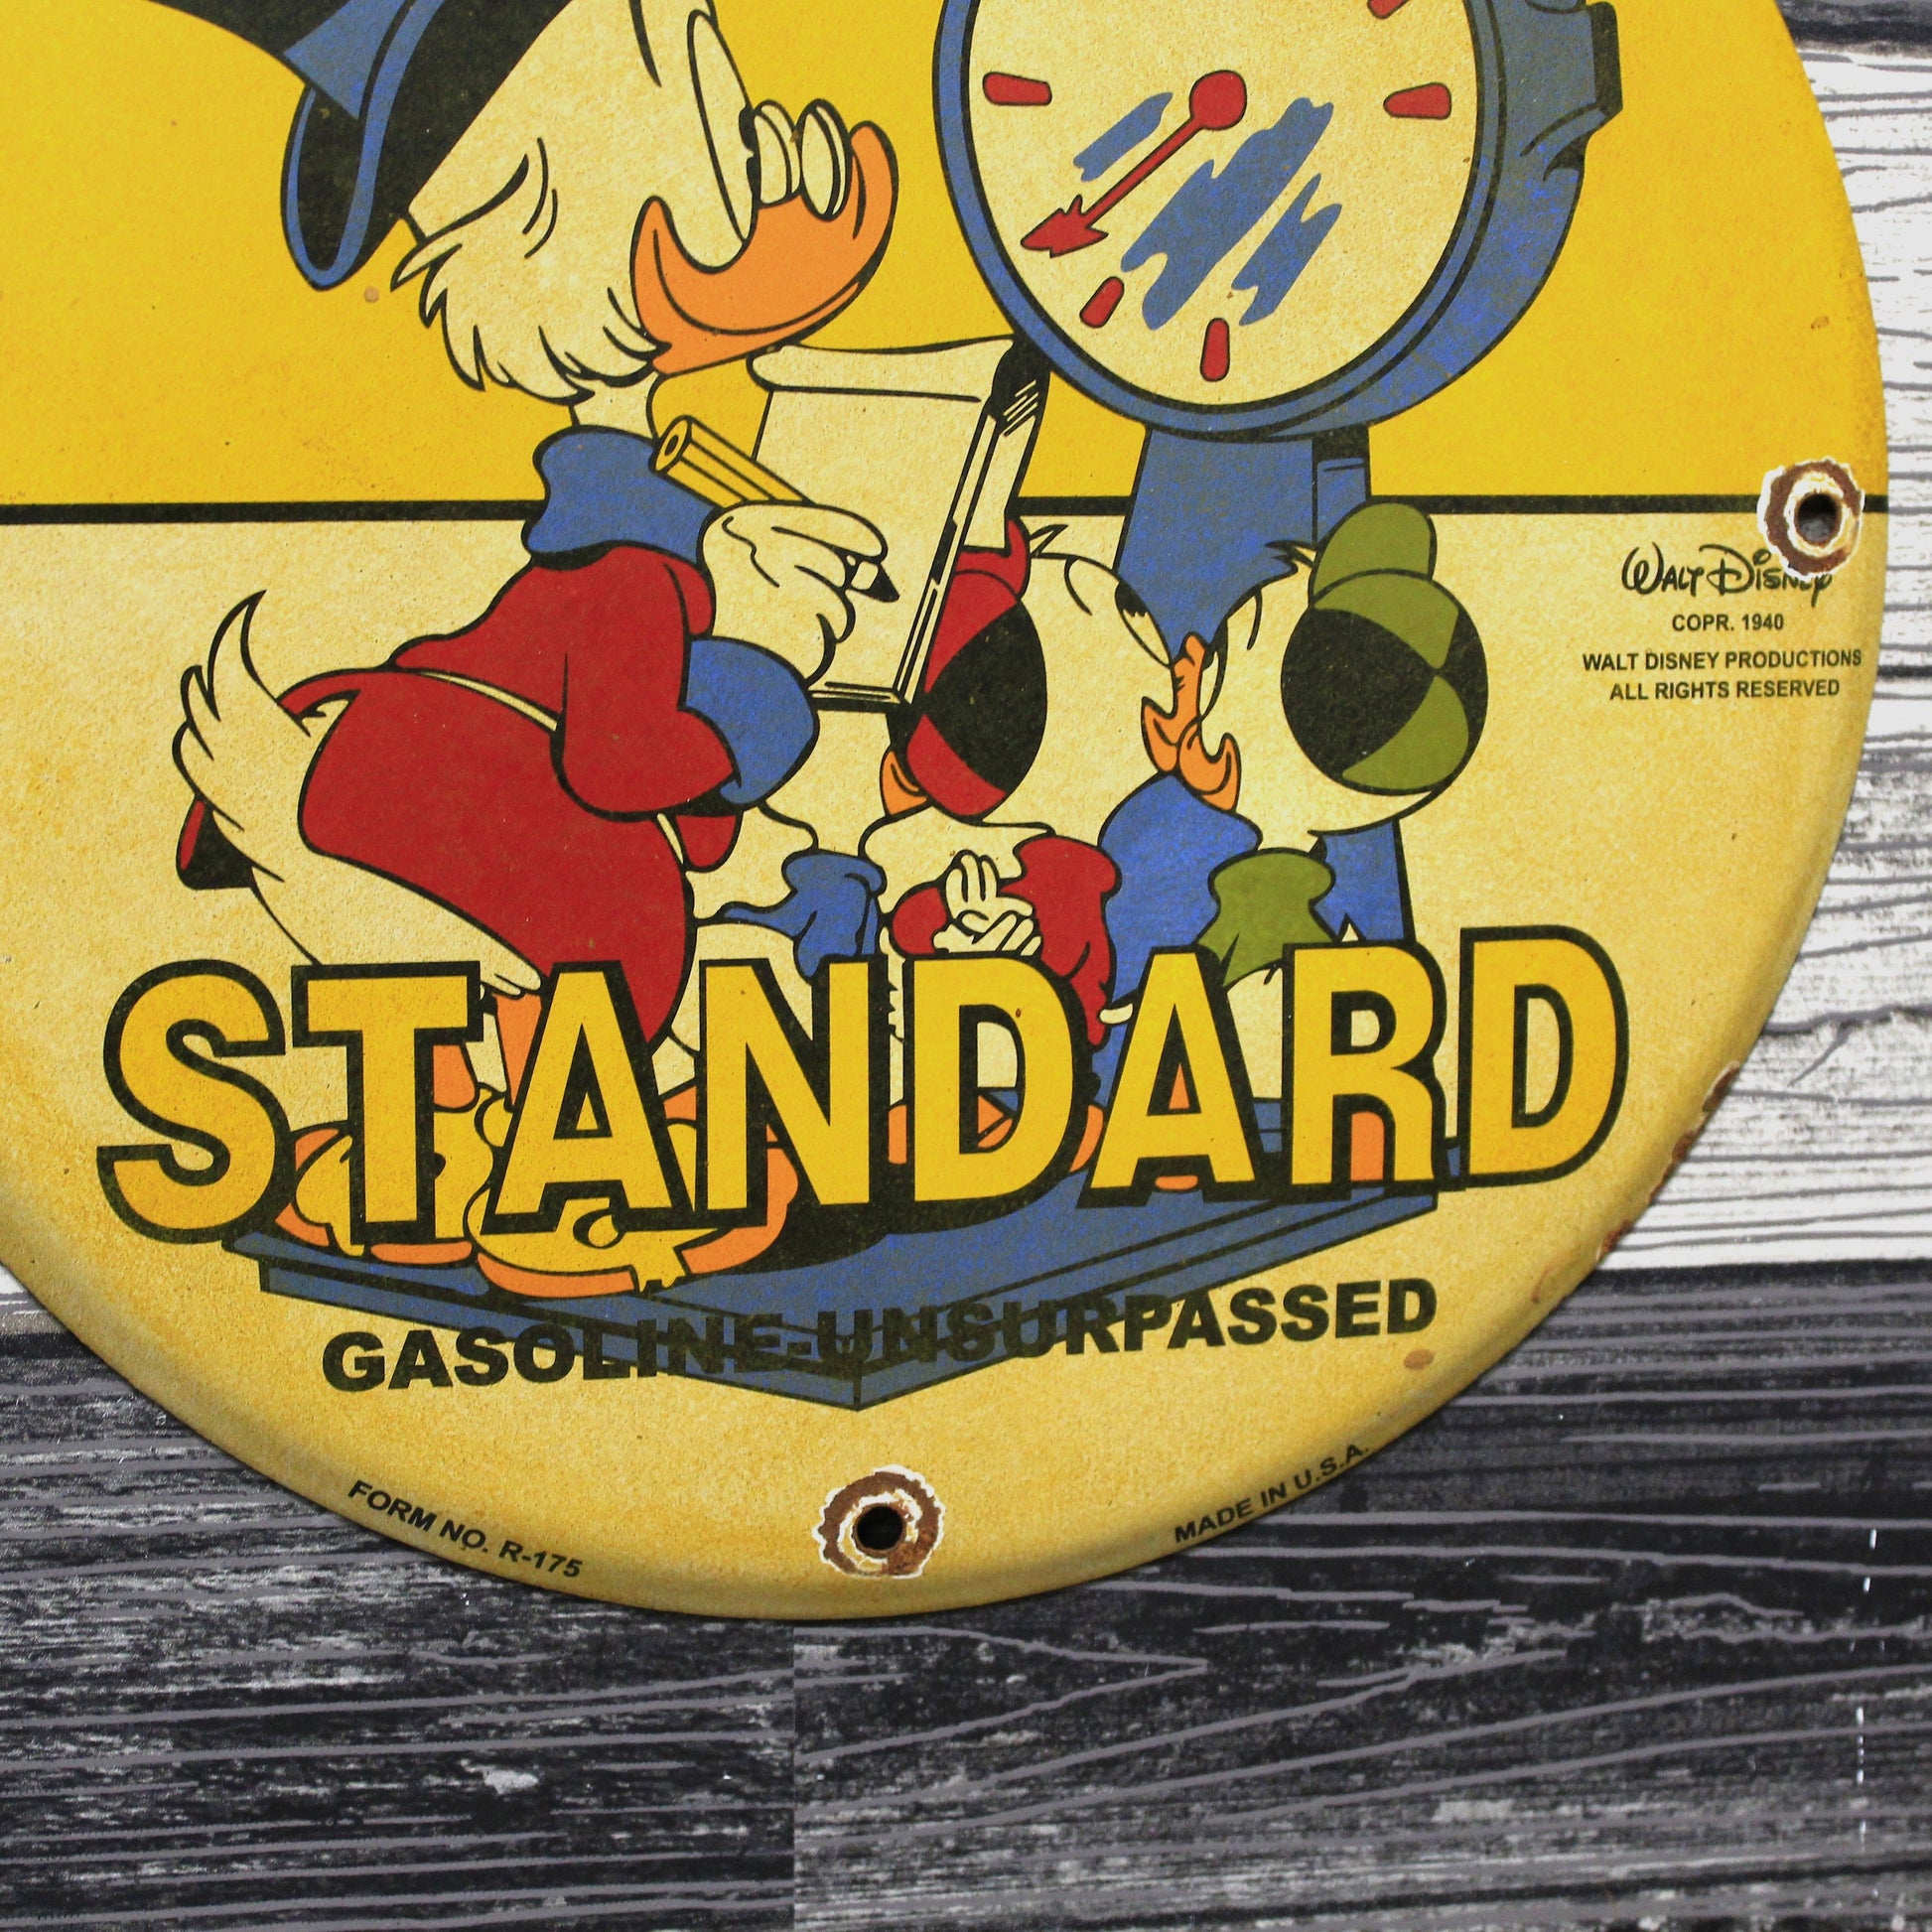 WALT DISNEY
COPR. 1940
WALT DISNEY PRODUCTIONS
ALL RIGHTS RESERVED
STANDARD
GASOLINE-UNSURPASSED
FORM NO. R-175
MADE IN U.S.A.